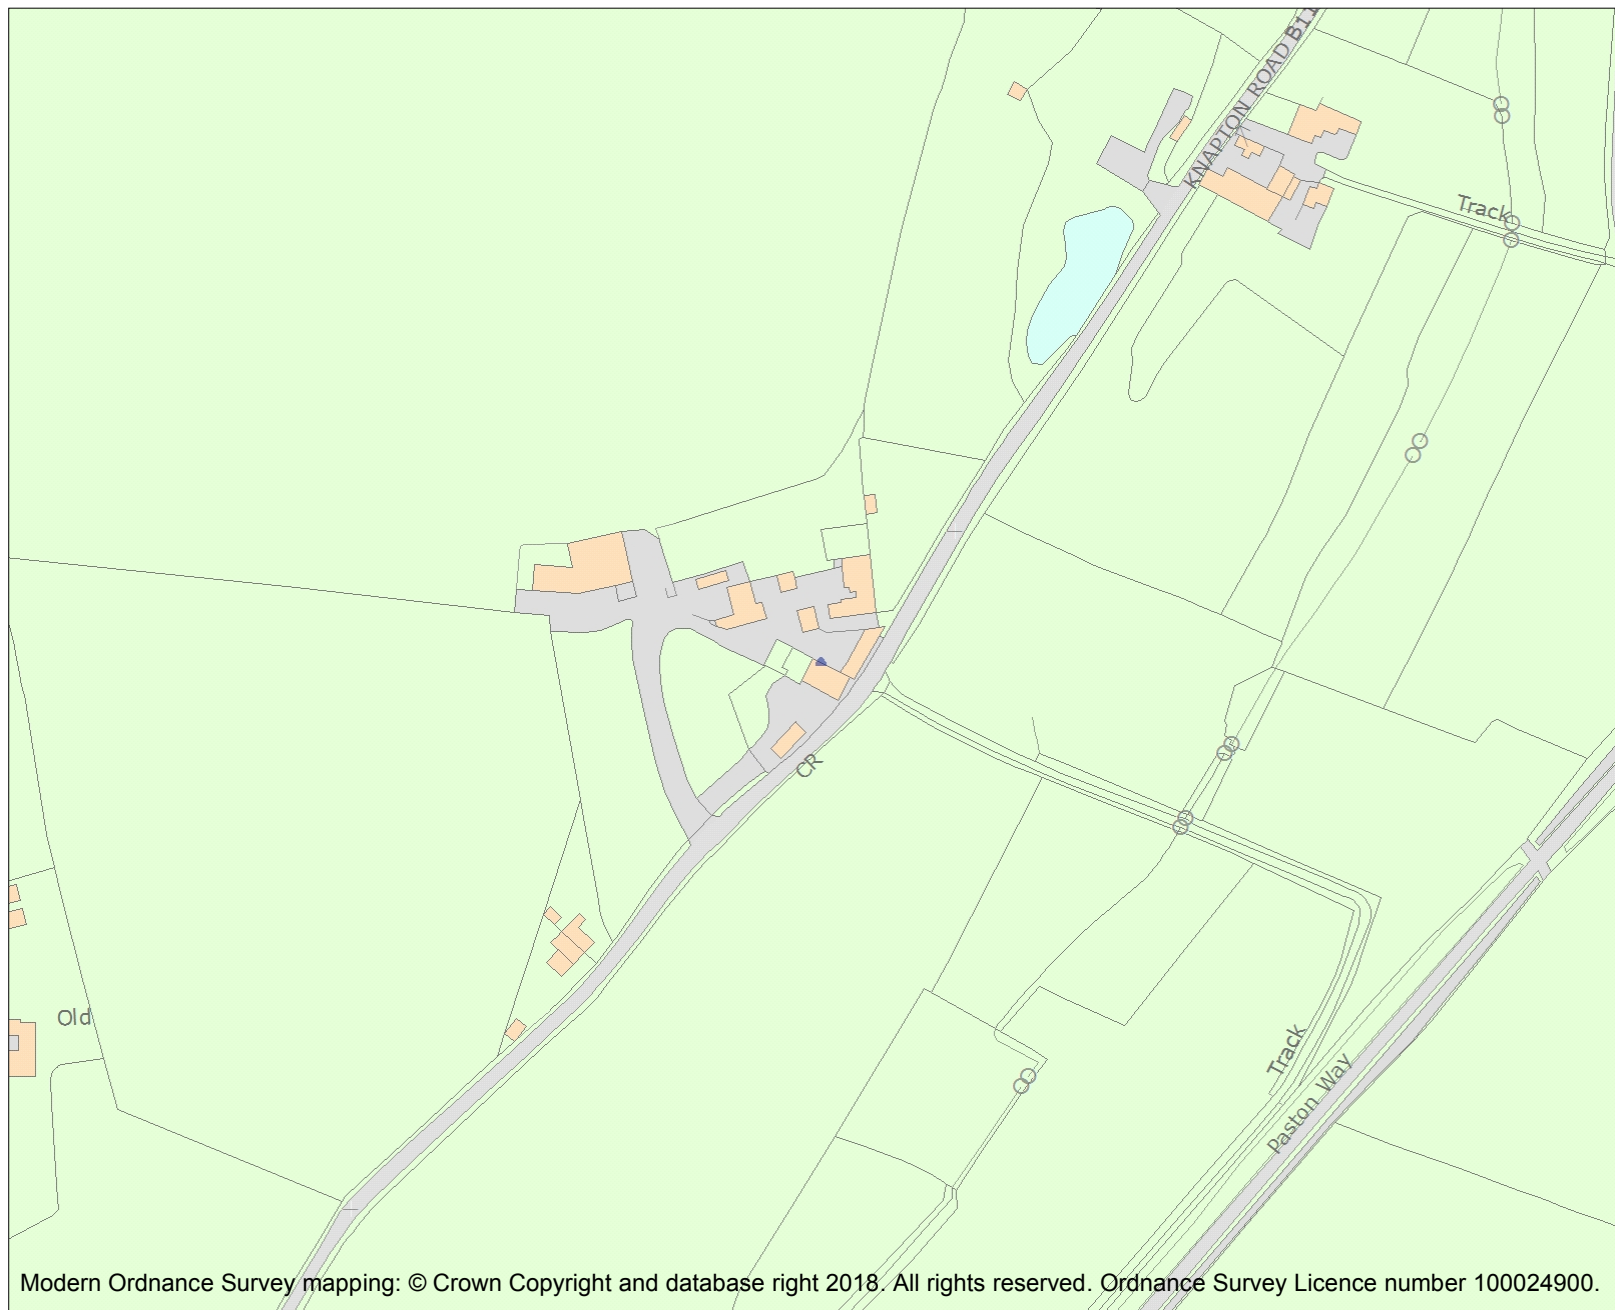 KNAPTON ROAD B11
Track
CR
Old
Track
Paston Way
Modern Ordnance Survey mapping: © Crown Copyright and database right 2018. All rights reserved. Ordnance Survey Licence number 100024900.